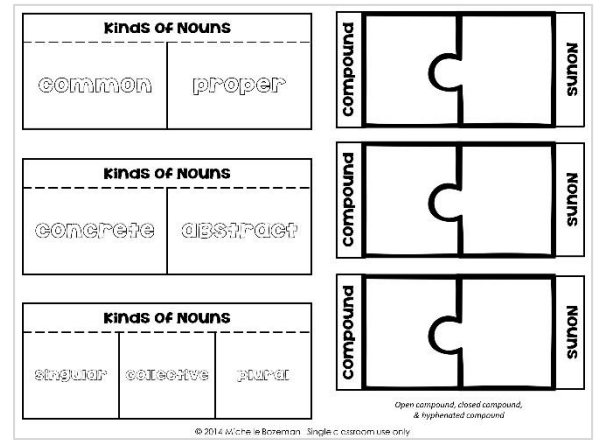 Kinds of Nouns
common proper
Kinds of Nouns
concrete abstract
Kinds of Nouns
singular collective plural
compound Nouns
compound Nouns
compound Nouns
Open compound, closed compound,
& hyphenated compound
© 2014 Michelle Bozeman Single classroom use only